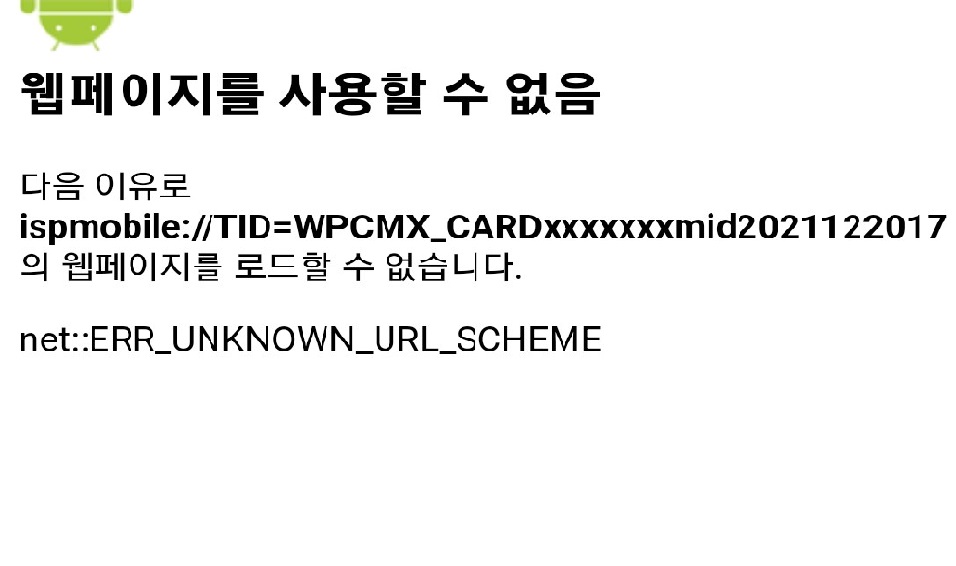 웹페이지를 사용할 수 없음
다음 이유로
ispmobile://TID=WPCMX_CARDxxxxxxxmid2021122017
의 웹페이지를 로드할 수 없습니다.
net::ERR_UNKNOWN_URL_SCHEME